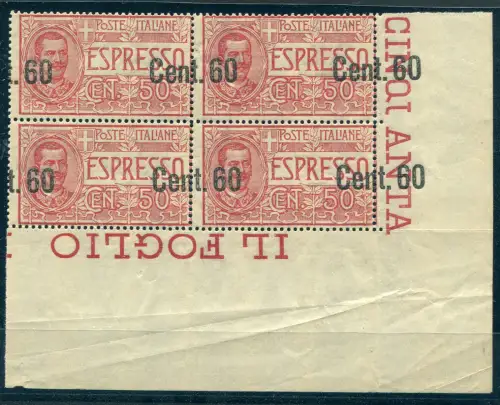 POSTE ITALIANE POSTE ITALIANE
ESPRESSO ESPRESSO
t. 60 Cent. 60 Cent. 60
CENT. 50 CENT. 50
POSTE ITALIANE POSTE ITALIANE
ESPRESSO ESPRESSO
t. 60 Cent. 60 Cent. 60
CENT. 50 CENT. 50
CINQUANTA
IL FOGLIO